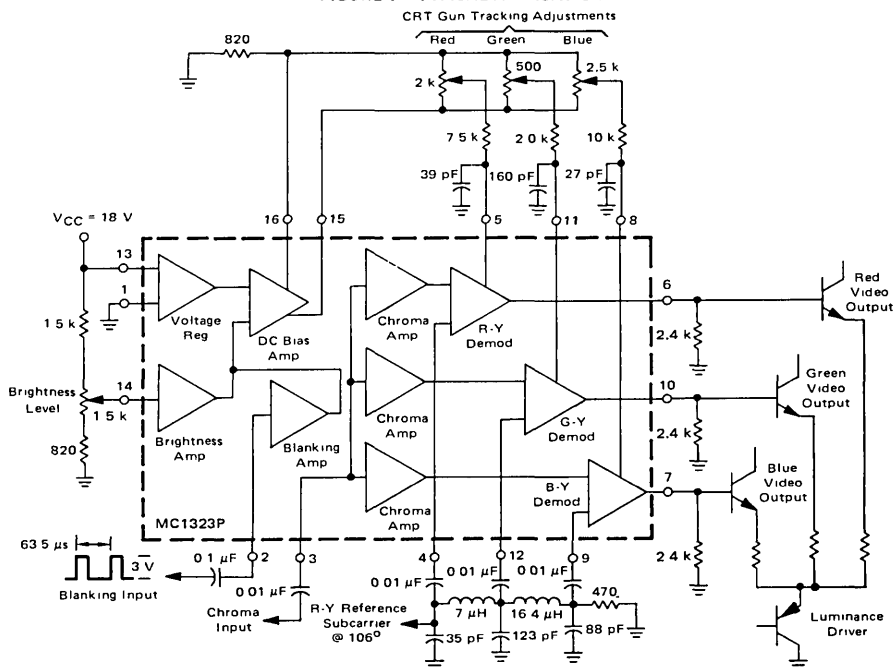 CRT Gun Tracking Adjustments
Red Green Blue
820
2 k
500
2.5 k
7 5 k
2 0 k
10 k
39 pF
160 pF
27 pF
VCC = 18 V
16
15
5
11
8
13
1
Voltage
Reg
DC Bias
Amp
Chroma
Amp
R-Y
Demod
6
Red
Video
Output
1 5 k
2.4 k
Brightness
Level
14
1 5 k
820
Brightness
Amp
Blanking
Amp
Chroma
Amp
G-Y
Demod
10
Green
Video
Output
2.4 k
Chroma
Amp
B-Y
Demod
7
Blue
Video
Output
2 4 k
MC1323P
63 5 µs
3 V
Blanking Input
0 1 µF
2
3
4
12
9
0 01 µF
0 01 µF
0 01 µF
0 01 µF
Chroma
Input
R-Y Reference
Subcarrier
@ 106°
7 µH
16 4 µH
470
35 pF
123 pF
88 pF
Luminance
Driver